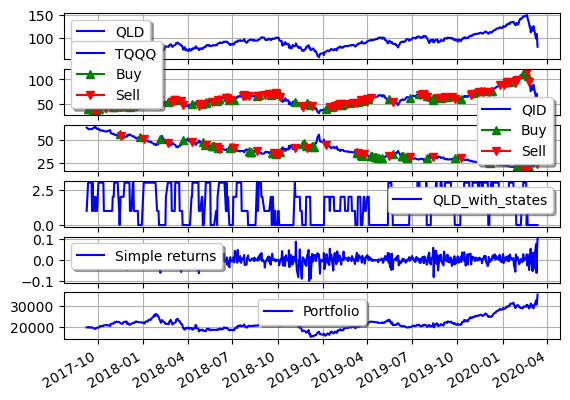 150
100
QLD
TQQQ
Buy
Sell
100
50
QID
Buy
Sell
50
25
2.5
0.0
QLD_with_states
0.1
0.0
−0.1
Simple returns
30000
20000
Portfolio
2017-10
2018-01
2018-04
2018-07
2018-10
2019-01
2019-04
2019-07
2019-10
2020-01
2020-04